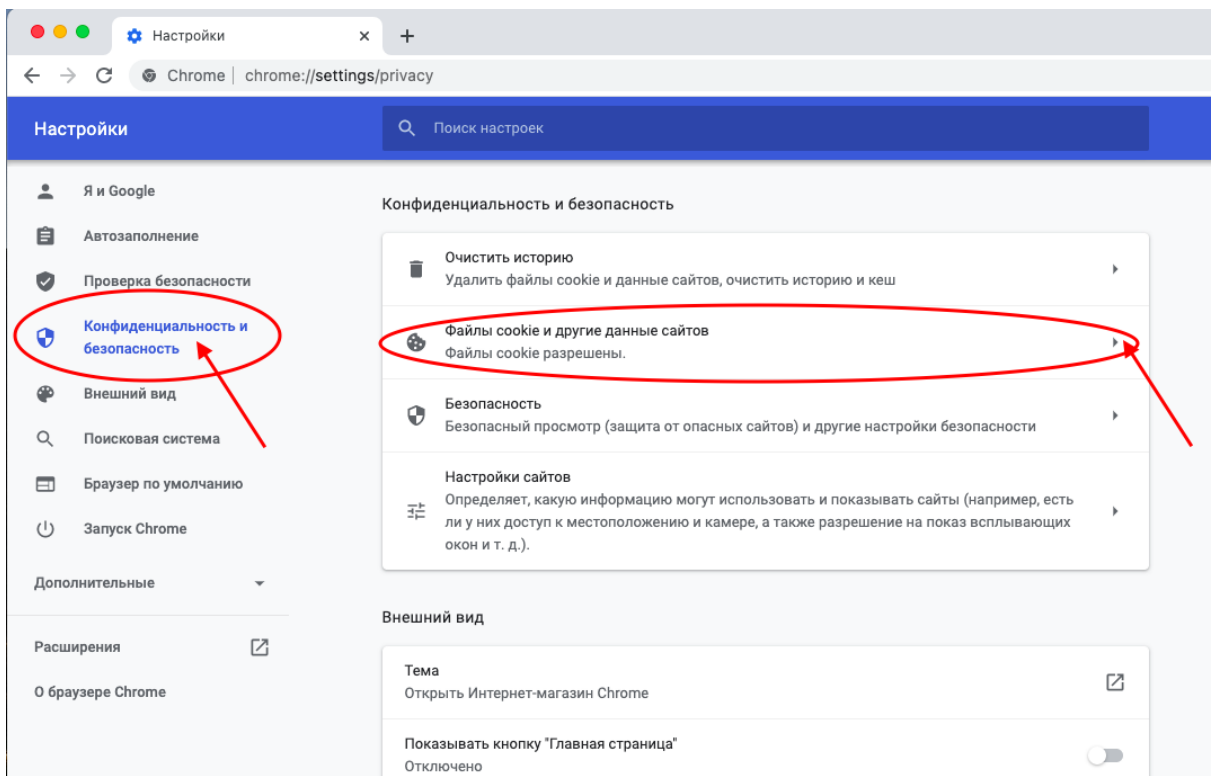 Настройки
Chrome | chrome://settings/privacy
Настройки
Поиск настроек
Я и Google
Автозаполнение
Проверка безопасности
Конфиденциальность и
безопасность
Внешний вид
Поисковая система
Браузер по умолчанию
Запуск Chrome
Дополнительные
Расширения
О браузере Chrome
Конфиденциальность и безопасность
Очистить историю
Удалить файлы cookie и данные сайтов, очистить историю и кеш
Файлы cookie и другие данные сайтов
Файлы cookie разрешены.
Безопасность
Безопасный просмотр (защита от опасных сайтов) и другие настройки безопасности
Настройки сайтов
Определяет, какую информацию могут использовать и показывать сайты (например, есть
ли у них доступ к местоположению и камере, а также разрешение на показ всплывающих
окон и т. д.).
Внешний вид
Тема
Открыть Интернет-магазин Chrome
Показывать кнопку "Главная страница"
Отключено